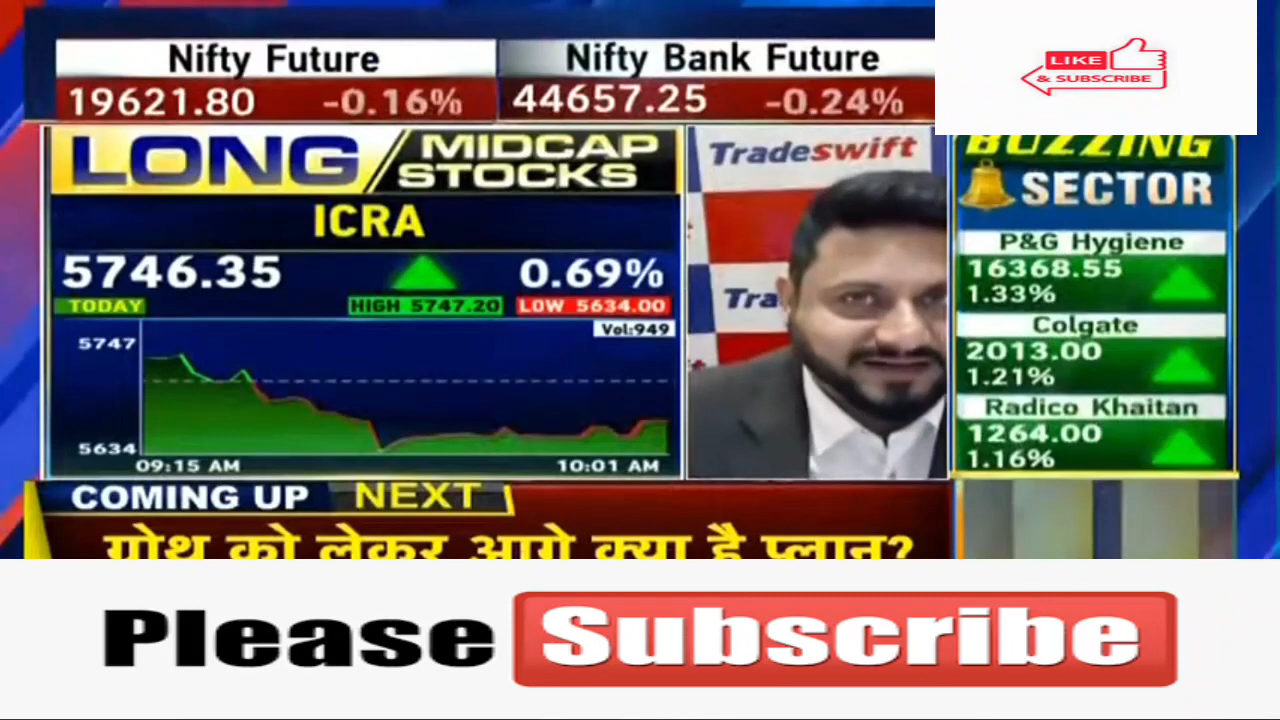 Nifty Future
19621.80 -0.16%
Nifty Bank Future
44657.25 -0.24%
LIKE
& SUBSCRIBE
LONG
MIDCAP
STOCKS
ICRA
5746.35 0.69%
TODAY HIGH 5747.20 LOW 5634.00
Vol:949
5747
5634
09:15 AM 10:01 AM
Tradeswift
Tra
BUZZING
SECTOR
P&G Hygiene
16368.55
1.33%
Colgate
2013.00
1.21%
Radico Khaitan
1264.00
1.16%
COMING UP NEXT
ग्रोथ को लेकर आगे क्या है प्लान?
Please Subscribe